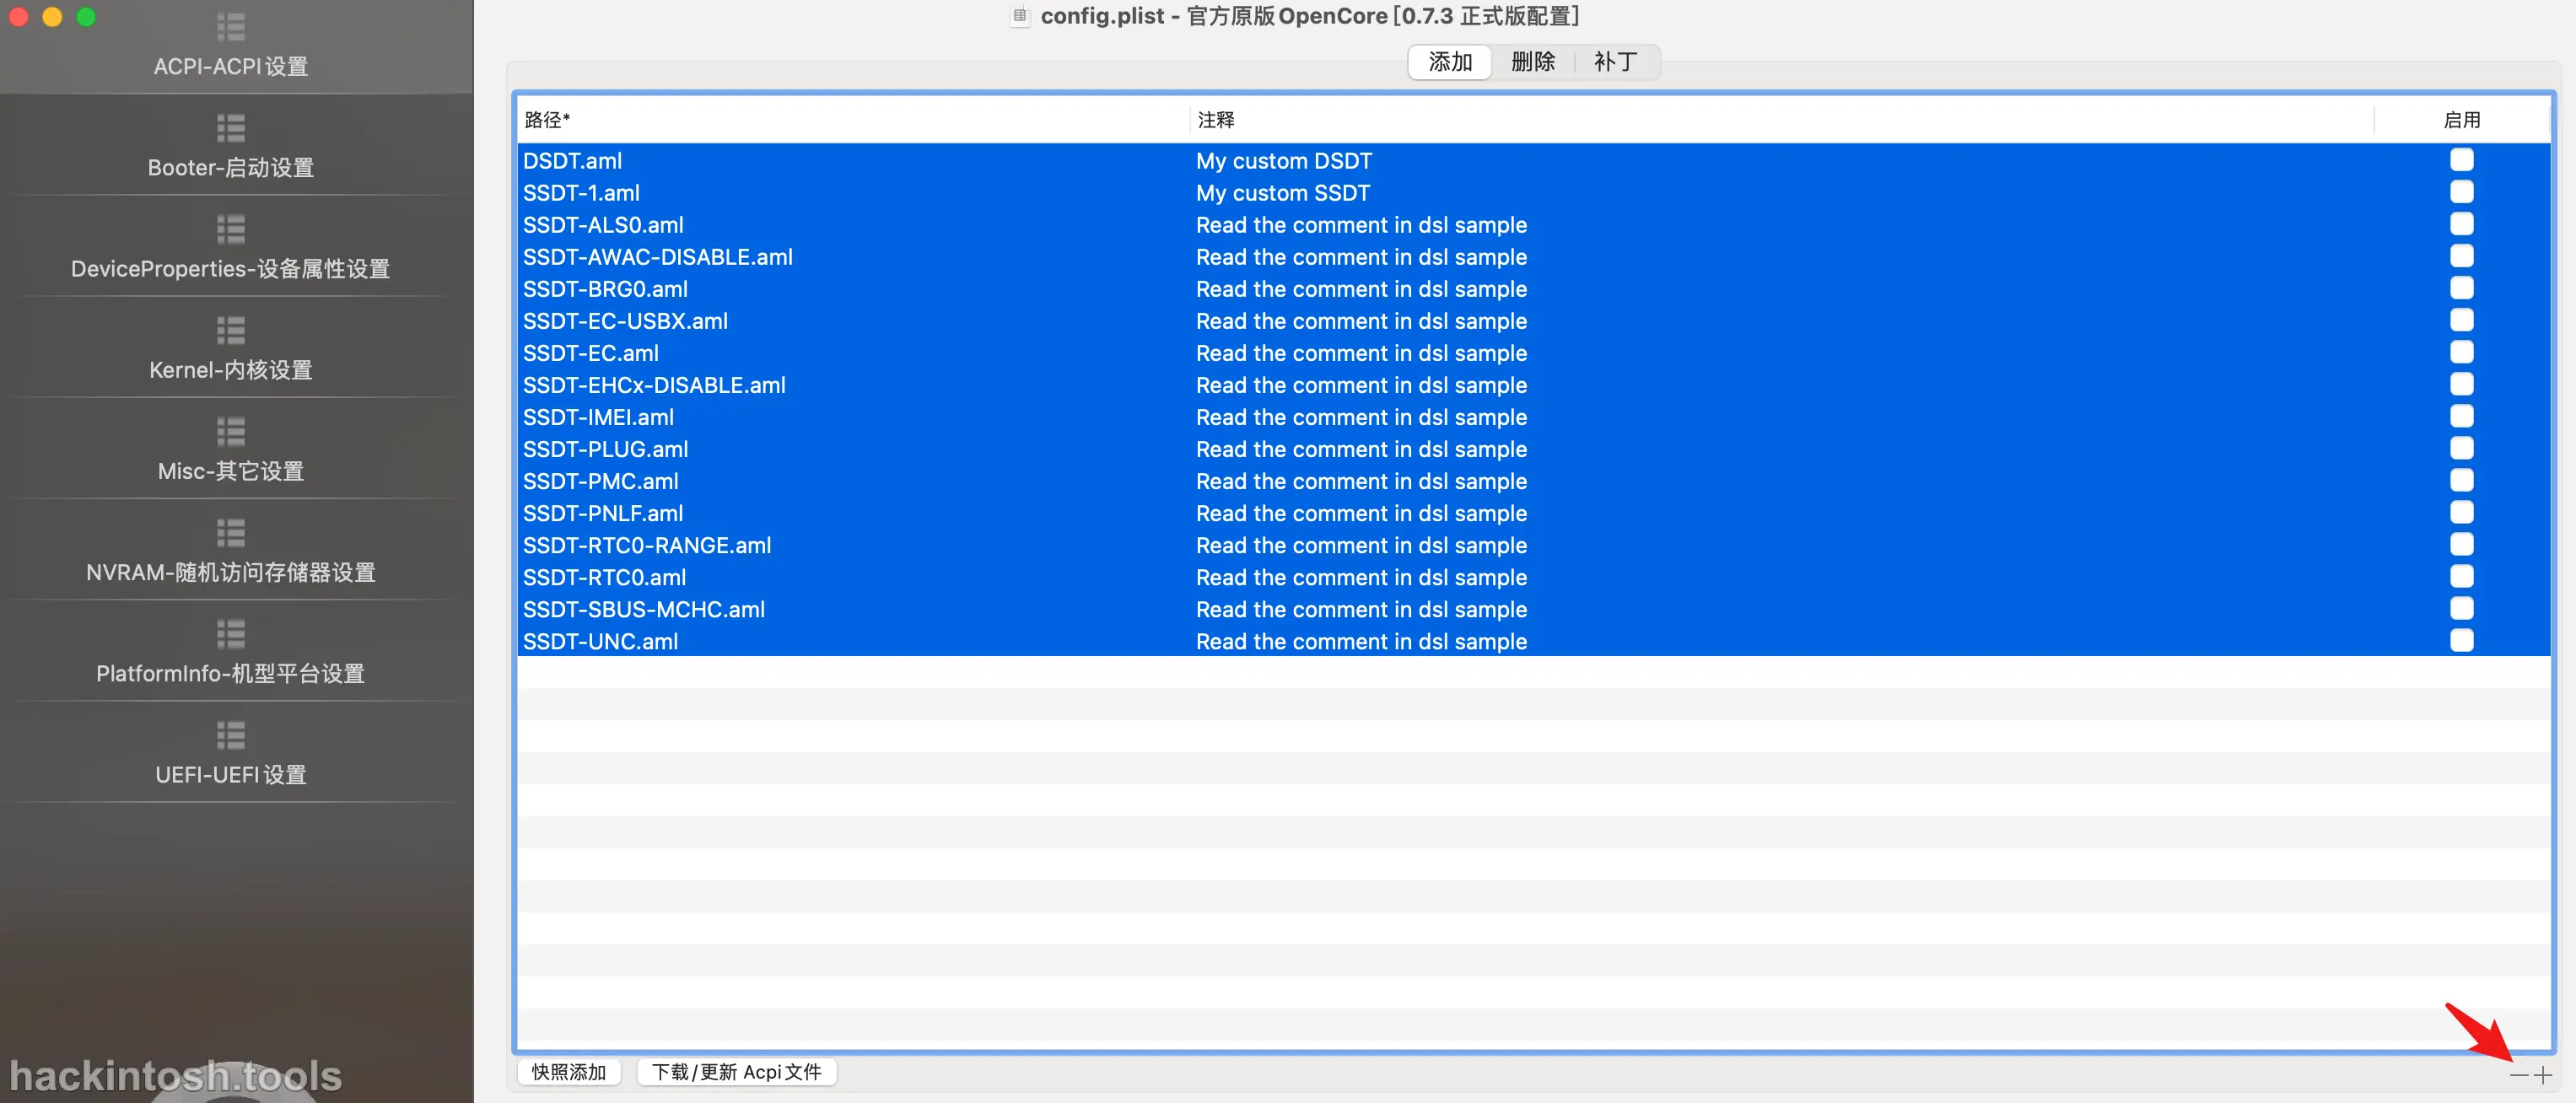 config.plist - 官方原版OpenCore[0.7.3 正式版配置]
ACPI-ACPI设置
Booter-启动设置
DeviceProperties-设备属性设置
Kernel-内核设置
Misc-其它设置
NVRAM-随机访问存储器设置
PlatformInfo-机型平台设置
UEFI-UEFI设置
hackintosh.tools
添加 删除 补丁
路径* 注释 启用
DSDT.aml My custom DSDT
SSDT-1.aml My custom SSDT
SSDT-ALS0.aml Read the comment in dsl sample
SSDT-AWAC-DISABLE.aml Read the comment in dsl sample
SSDT-BRG0.aml Read the comment in dsl sample
SSDT-EC-USBX.aml Read the comment in dsl sample
SSDT-EC.aml Read the comment in dsl sample
SSDT-EHCx-DISABLE.aml Read the comment in dsl sample
SSDT-IMEI.aml Read the comment in dsl sample
SSDT-PLUG.aml Read the comment in dsl sample
SSDT-PMC.aml Read the comment in dsl sample
SSDT-PNLF.aml Read the comment in dsl sample
SSDT-RTC0-RANGE.aml Read the comment in dsl sample
SSDT-RTC0.aml Read the comment in dsl sample
SSDT-SBUS-MCHC.aml Read the comment in dsl sample
SSDT-UNC.aml Read the comment in dsl sample
快照添加 下载/更新 Acpi文件